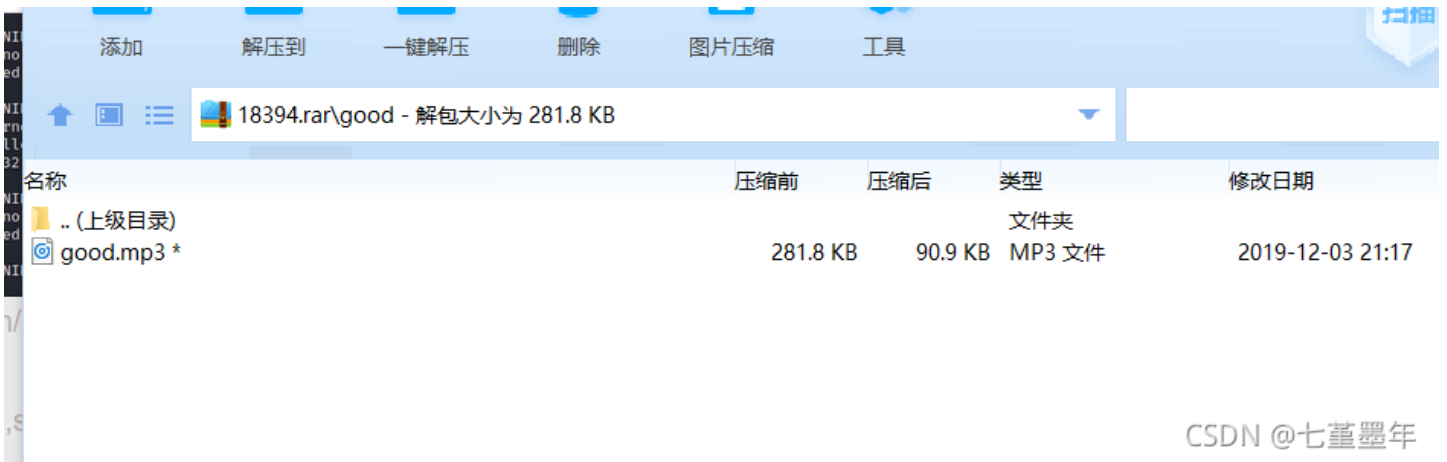 扫描
添加 解压到 一键解压 删除 图片压缩 工具
18394.rar\good - 解包大小为 281.8 KB
名称 压缩前 压缩后 类型 修改日期
.. (上级目录) 文件夹
good.mp3 * 281.8 KB 90.9 KB MP3 文件 2019-12-03 21:17
CSDN @七堇墨年